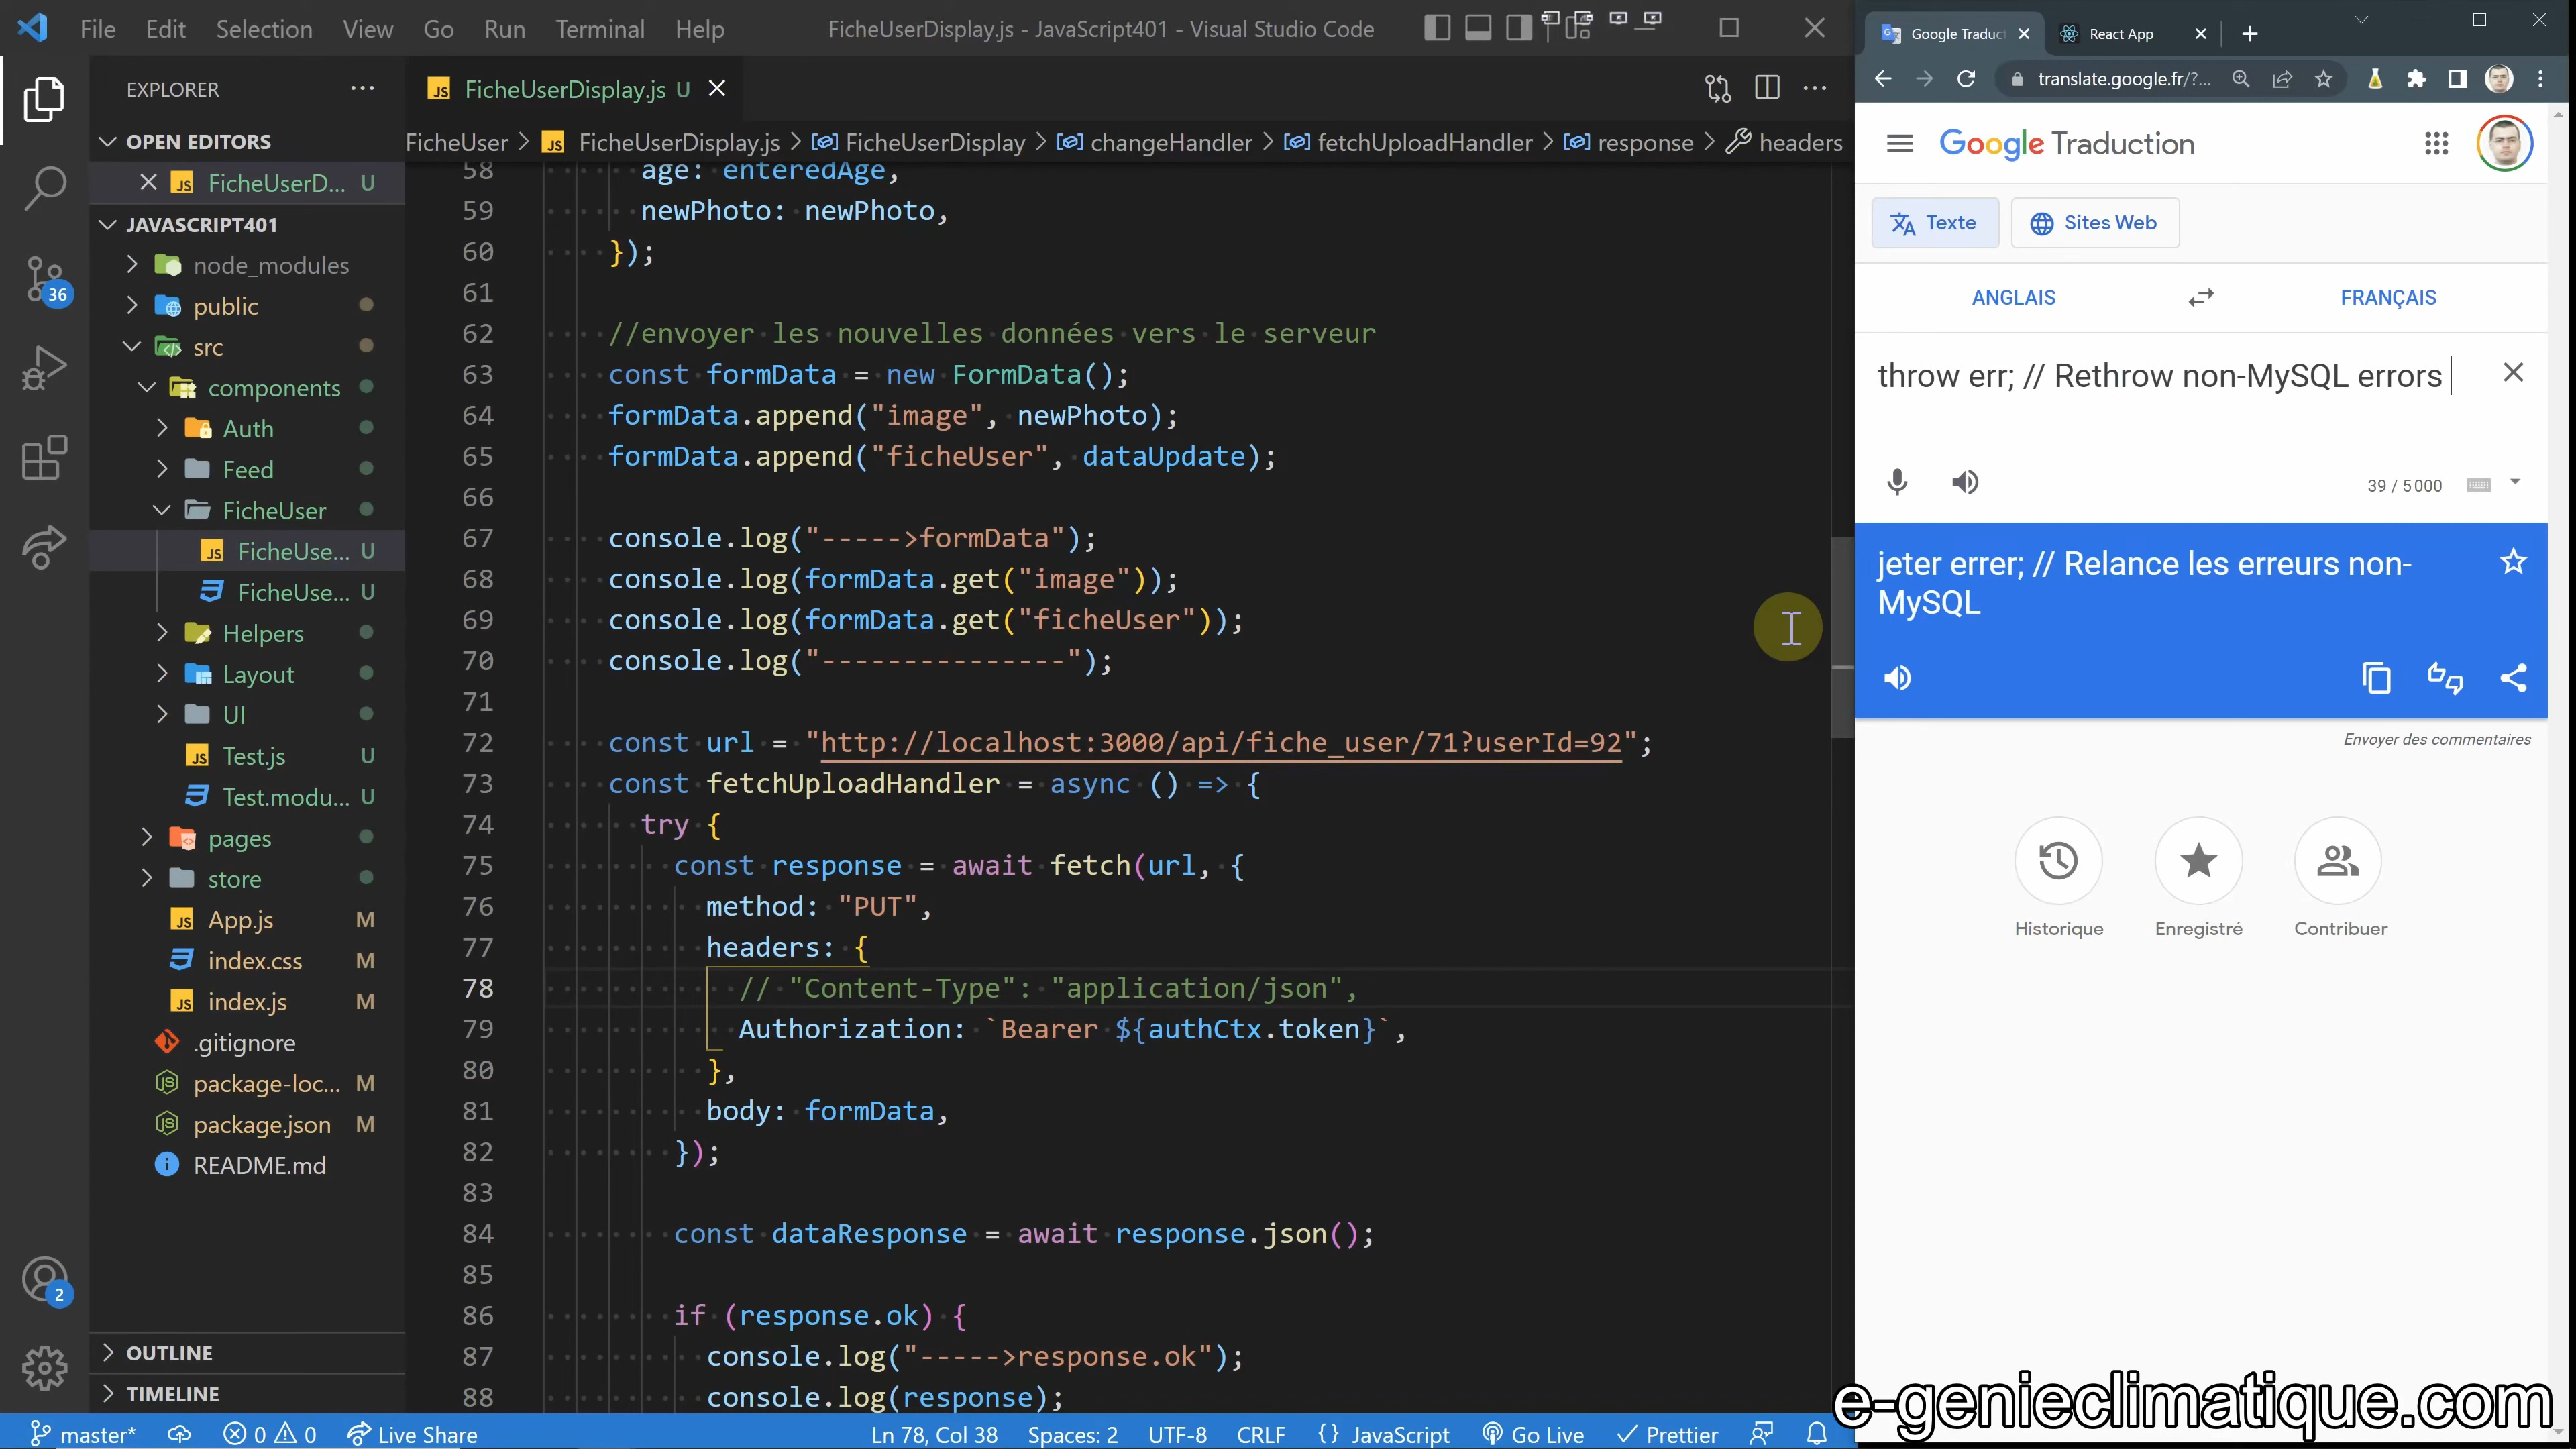 File Edit Selection View Go Run Terminal Help
FicheUserDisplay.js - JavaScript401 - Visual Studio Code
EXPLORER
OPEN EDITORS
FicheUserD... U
JAVASCRIPT401
node_modules
public
src
components
Auth
Feed
FicheUser
FicheUse... U
FicheUse... U
Helpers
Layout
UI
Test.js U
Test.modu... U
pages
store
App.js M
index.css M
index.js M
.gitignore
package-loc... M
package.json M
README.md
OUTLINE
TIMELINE
36
2
FicheUserDisplay.js U
FicheUser > FicheUserDisplay.js > FicheUserDisplay > changeHandler > fetchUploadHandler > response > headers
58 age: enteredAge,
59 newPhoto: newPhoto,
60 });
61
62 //envoyer les nouvelles données vers le serveur
63 const formData = new FormData();
64 formData.append("image", newPhoto);
65 formData.append("ficheUser", dataUpdate);
66
67 console.log("----->formData");
68 console.log(formData.get("image"));
69 console.log(formData.get("ficheUser"));
70 console.log("---------------");
71
72 const url = "http://localhost:3000/api/fiche_user/71?userId=92";
73 const fetchUploadHandler = async () => {
74 try {
75 const response = await fetch(url, {
76 method: "PUT",
77 headers: {
78 // "Content-Type": "application/json",
79 Authorization: `Bearer ${authCtx.token}`,
80 },
81 body: formData,
82 });
83
84 const dataResponse = await response.json();
85
86 if (response.ok) {
87 console.log("----->response.ok");
88 console.log(response);
master* 0 0 Live Share Ln 78, Col 38 Spaces: 2 UTF-8 CRLF {} JavaScript Go Live Prettier
Google Traduct
React App
translate.google.fr/?...
Google Traduction
Texte
Sites Web
ANGLAIS
FRANÇAIS
throw err; // Rethrow non-MySQL errors
39 / 5 000
jeter errer; // Relance les erreurs non-
MySQL
Envoyer des commentaires
Historique
Enregistré
Contribuer
e-genieclimatique.com